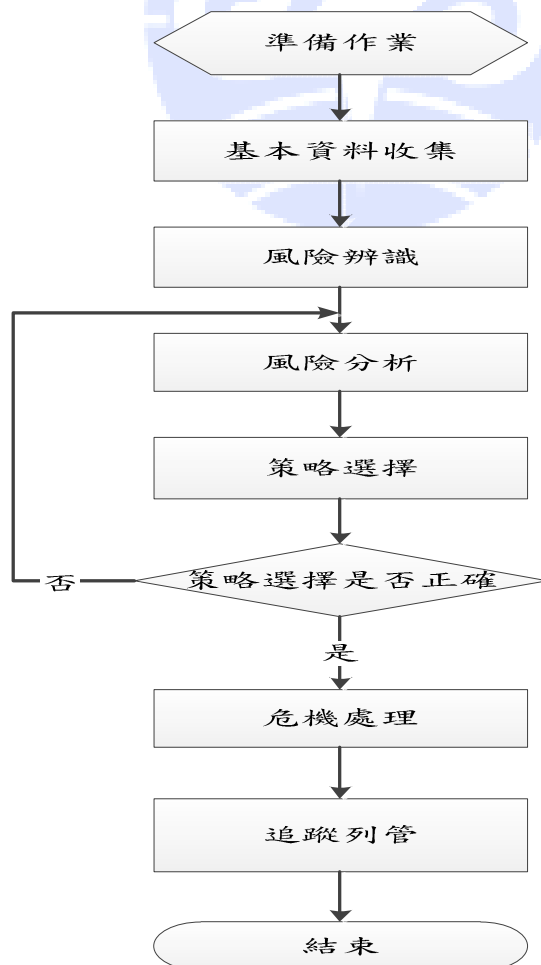 準備作業
基本資料收集
風險辨識
風險分析
策略選擇
策略選擇是否正確
否
是
危機處理
追蹤列管
結束